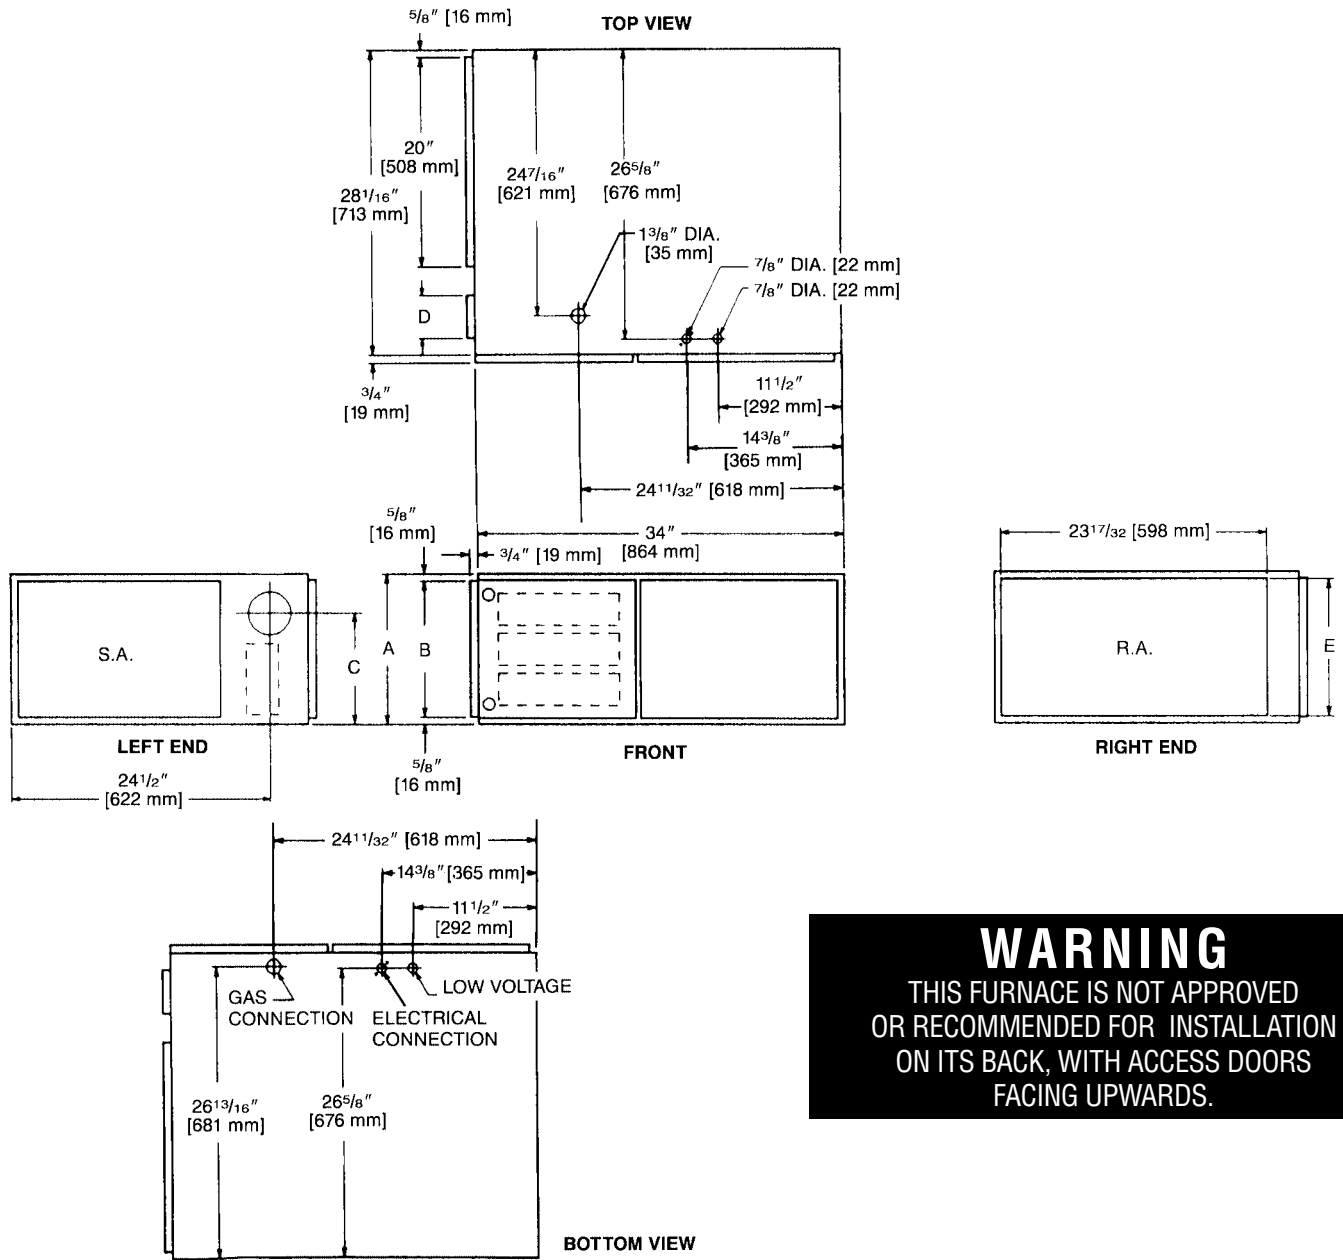 5/8" [16 mm]
TOP VIEW
20"
[508 mm]
28 1/16"
[713 mm]
24 7/16"
[621 mm]
26 5/8"
[676 mm]
1 3/8" DIA.
[35 mm]
7/8" DIA. [22 mm]
7/8" DIA. [22 mm]
D
3/4"
[19 mm]
11 1/2"
[292 mm]
14 3/8"
[365 mm]
24 11/32" [618 mm]
5/8"
[16 mm]
34"
[864 mm]
3/4" [19 mm]
23 17/32 [598 mm]
S.A.
C
A
B
R.A.
E
LEFT END
FRONT
RIGHT END
5/8"
[16 mm]
24 1/2"
[622 mm]
24 11/32" [618 mm]
14 3/8" [365 mm]
11 1/2"
[292 mm]
GAS
CONNECTION
ELECTRICAL
CONNECTION
LOW VOLTAGE
26 13/16"
[681 mm]
26 5/8"
[676 mm]
BOTTOM VIEW
WARNING
THIS FURNACE IS NOT APPROVED
OR RECOMMENDED FOR INSTALLATION
ON ITS BACK, WITH ACCESS DOORS
FACING UPWARDS.